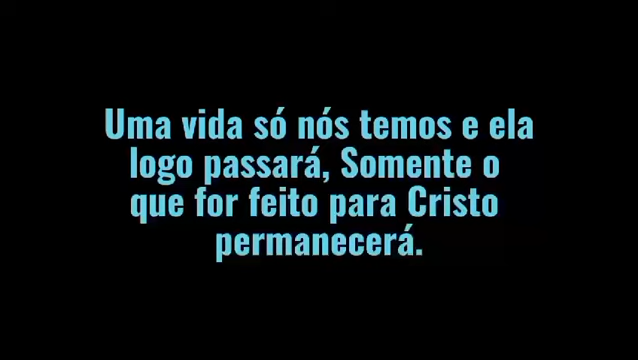 Uma vida só nós temos e ela
logo passará, Somente o
que for feito para Cristo
permanecerá.